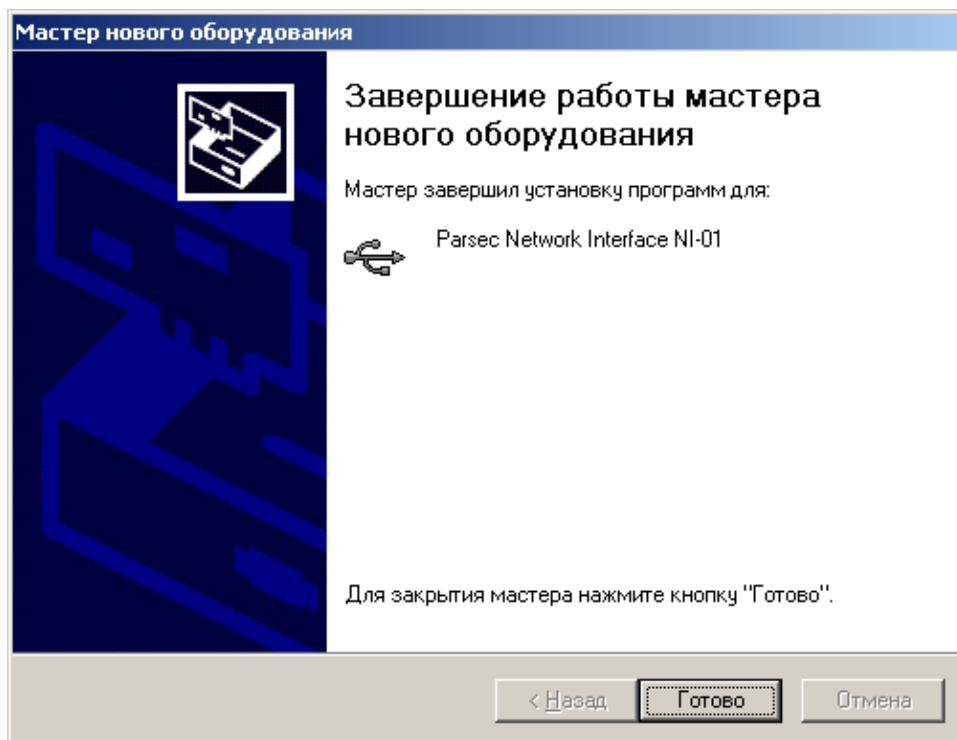 Мастер нового оборудования
Завершение работы мастера
нового оборудования
Мастер завершил установку программ для:
Parsec Network Interface NI-01
Для закрытия мастера нажмите кнопку "Готово".
< Назад Готово Отмена